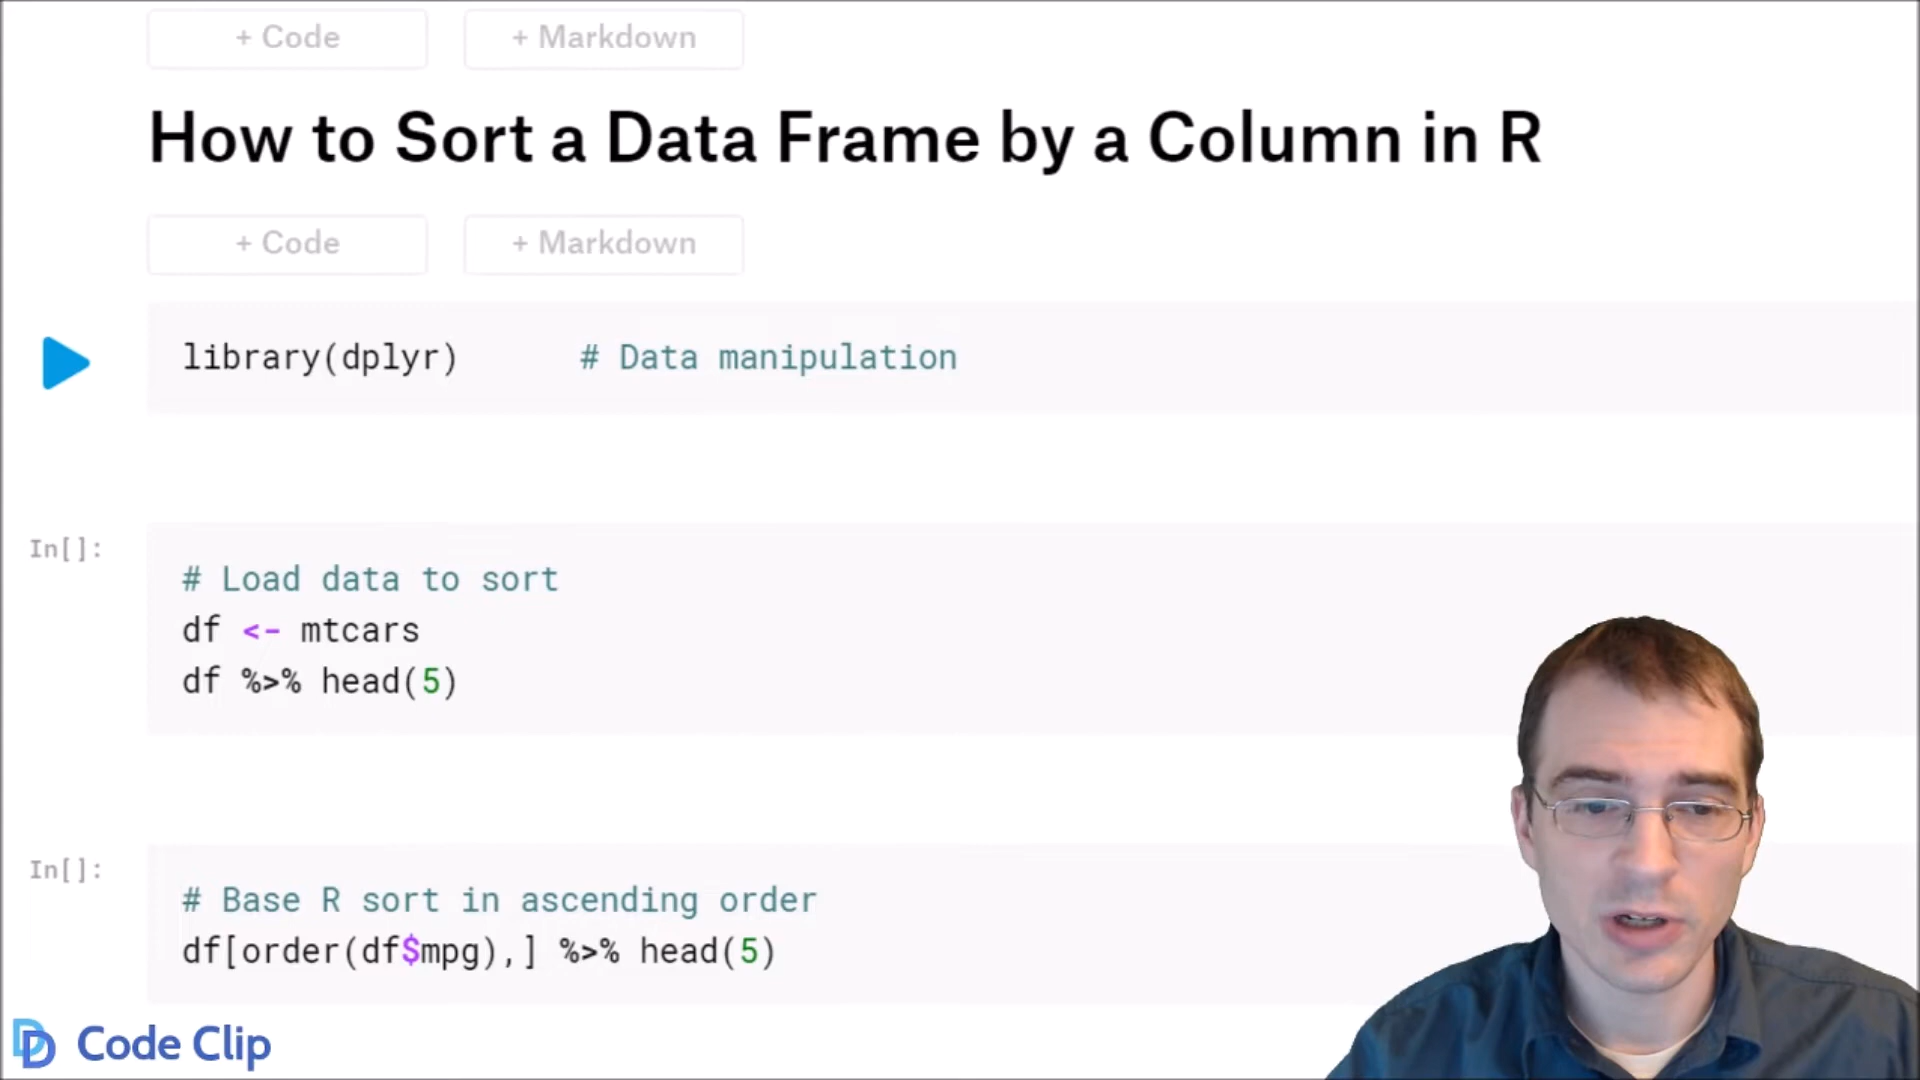 + Code + Markdown
How to Sort a Data Frame by a Column in R
+ Code + Markdown
library(dplyr) # Data manipulation
In[]:
# Load data to sort
df <- mtcars
df %>% head(5)
In[]:
# Base R sort in ascending order
df[order(df$mpg),] %>% head(5)
Code Clip